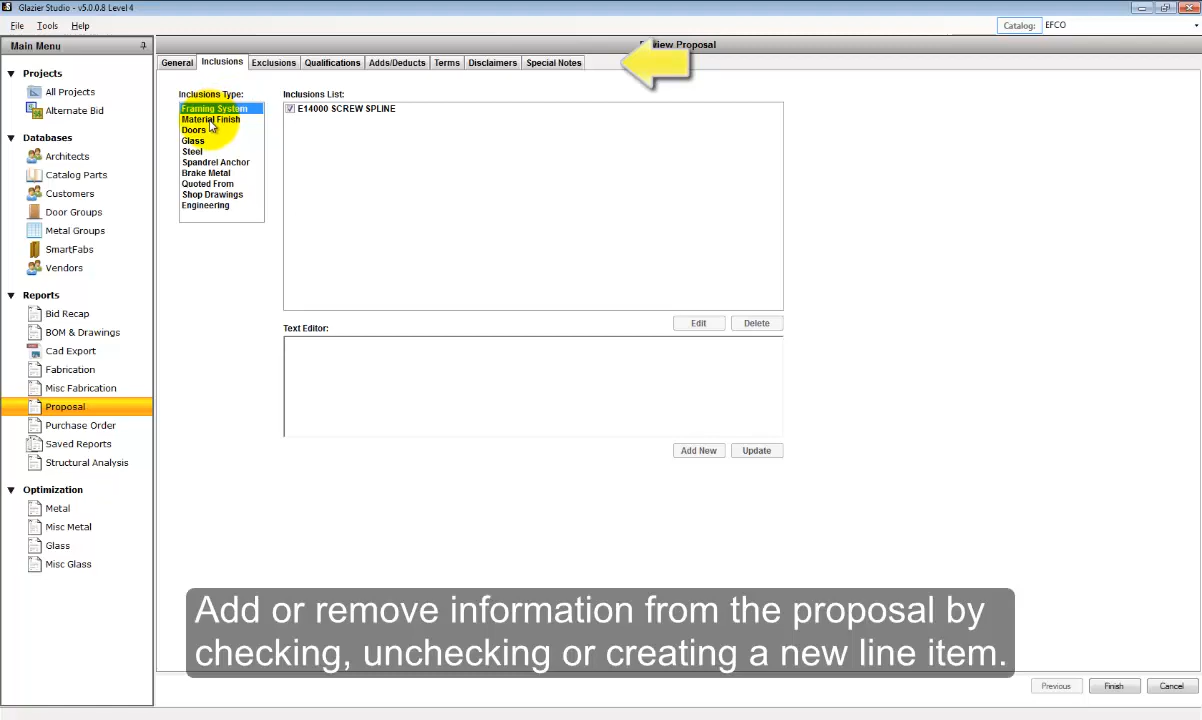 Glazier Studio - v5.0.0.8 Level 4
File Tools Help
Catalog: EFCO
Main Menu
Projects
All Projects
Alternate Bid
Databases
Architects
Catalog Parts
Customers
Door Groups
Metal Groups
SmartFabs
Vendors
Reports
Bid Recap
BOM & Drawings
Cad Export
Fabrication
Misc Fabrication
Proposal
Purchase Order
Saved Reports
Structural Analysis
Optimization
Metal
Misc Metal
Glass
Misc Glass
Proposal
General Inclusions Exclusions Qualifications Adds/Deducts Terms Disclaimers Special Notes
Inclusions Type:
Framing System
Material Finish
Doors
Glass
Steel
Spandrel Anchor
Brake Metal
Quoted From
Shop Drawings
Engineering
Inclusions List:
E14000 SCREW SPLINE
Edit Delete
Text Editor:
Add New Update
Add or remove information from the proposal by
checking, unchecking or creating a new line item.
Previous Finish Cancel